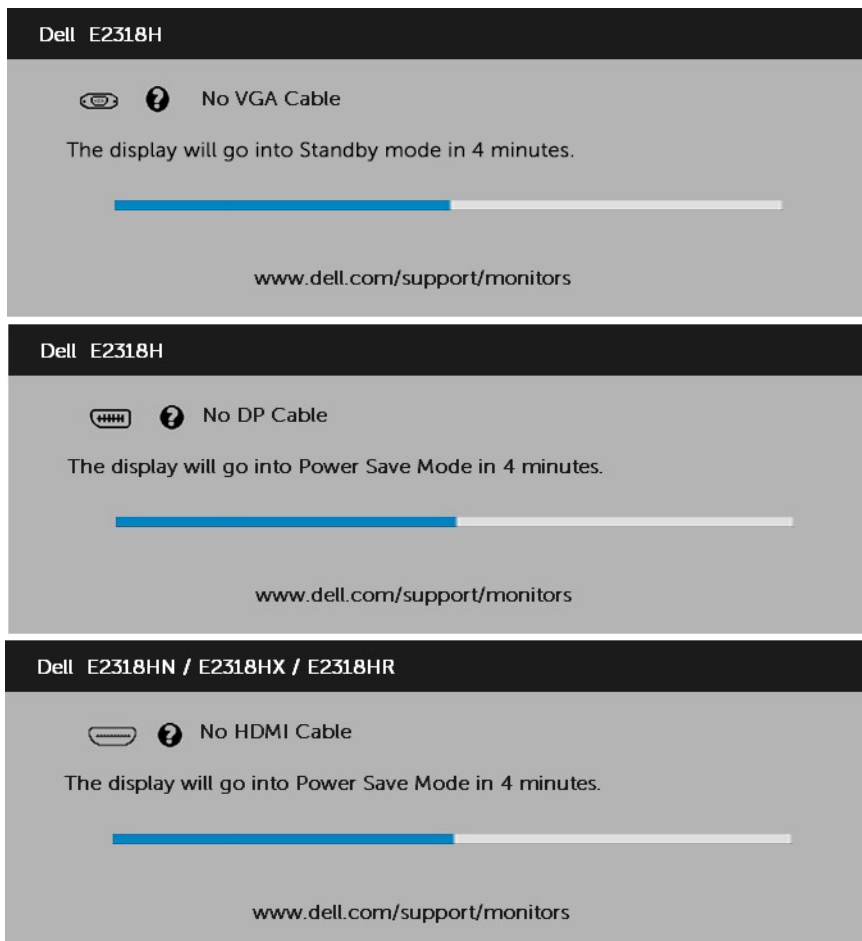 Dell E2318H
No VGA Cable
The display will go into Standby mode in 4 minutes.
www.dell.com/support/monitors
Dell E2318H
No DP Cable
The display will go into Power Save Mode in 4 minutes.
www.dell.com/support/monitors
Dell E2318HN / E2318HX / E2318HR
No HDMI Cable
The display will go into Power Save Mode in 4 minutes.
www.dell.com/support/monitors